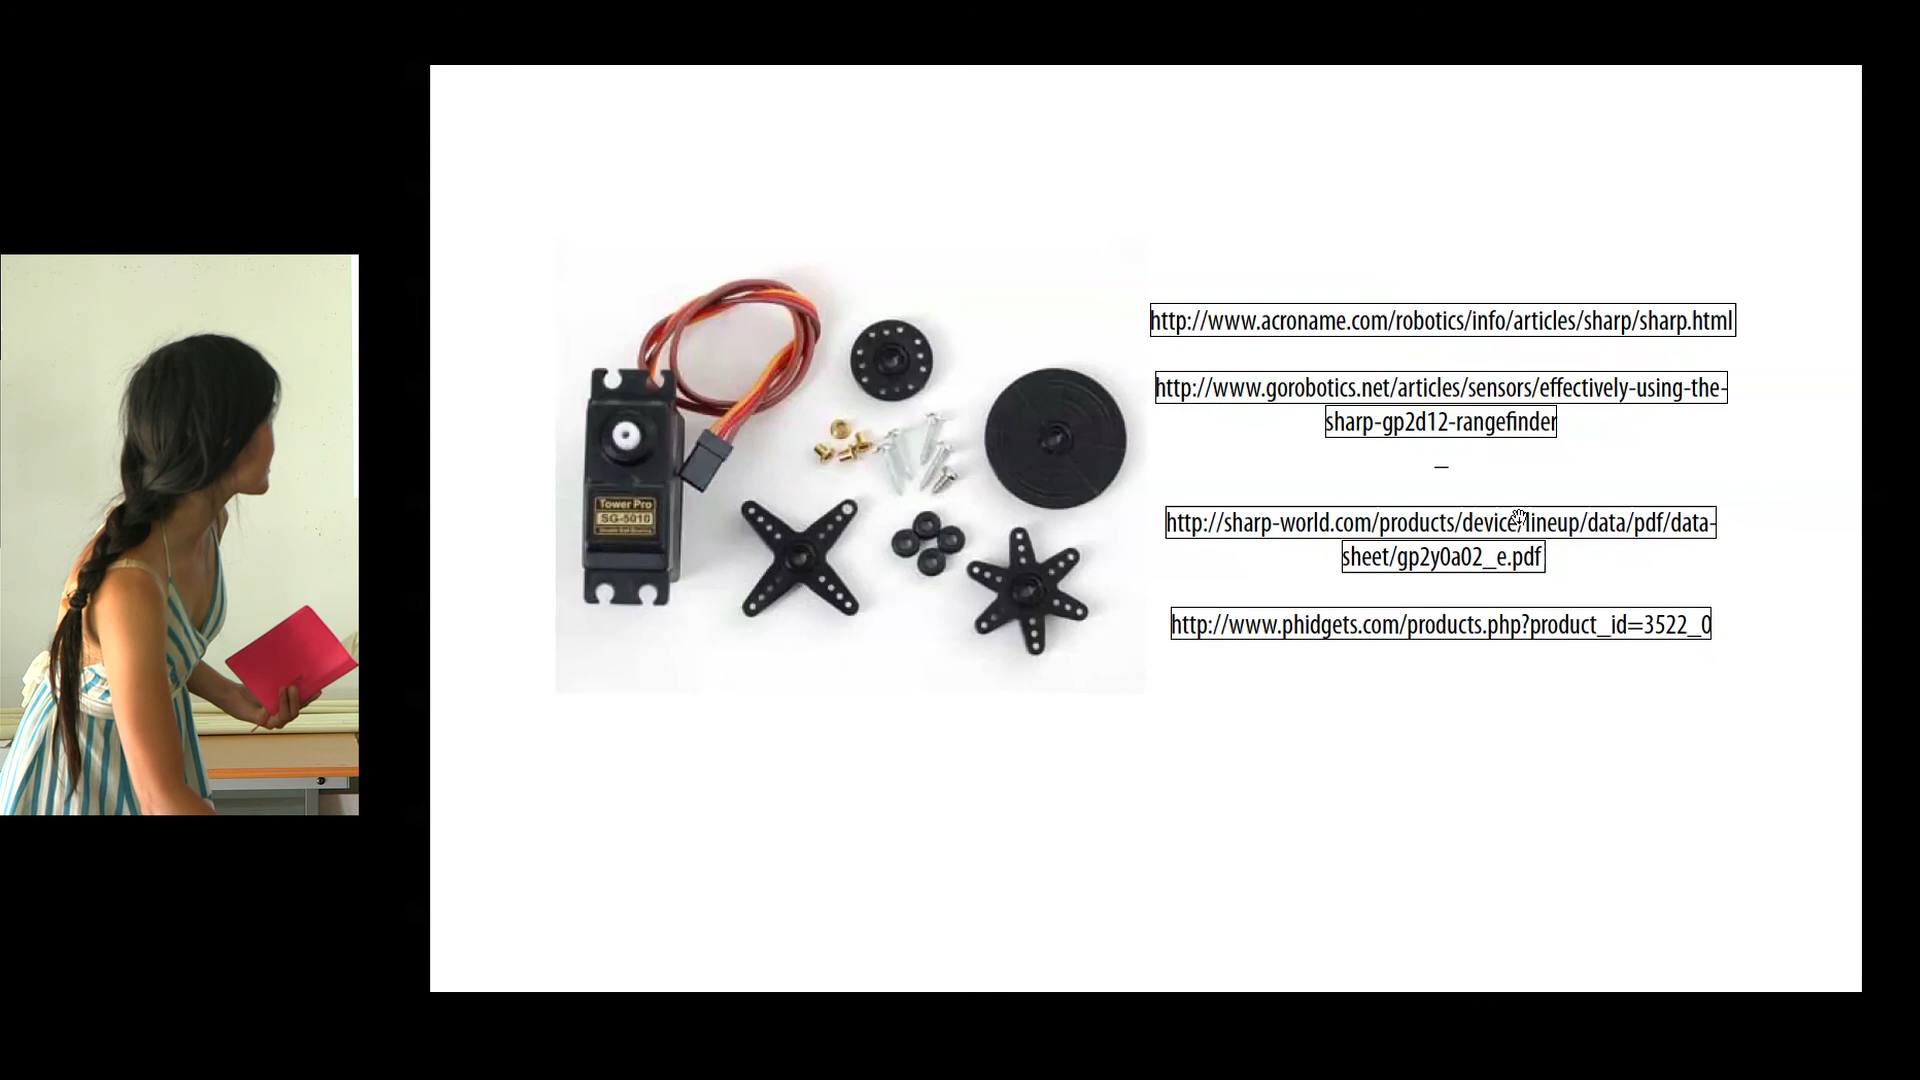 http://www.acroname.com/robotics/info/articles/sharp/sharp.html
http://www.gorobotics.net/articles/sensors/effectively-using-the-
sharp-gp2d12-rangefinder
http://sharp-world.com/products/device/lineup/data/pdf/data-
sheet/gp2y0a02_e.pdf
http://www.phidgets.com/products.php?product_id=3522_0
Tower Pro
SG-5010